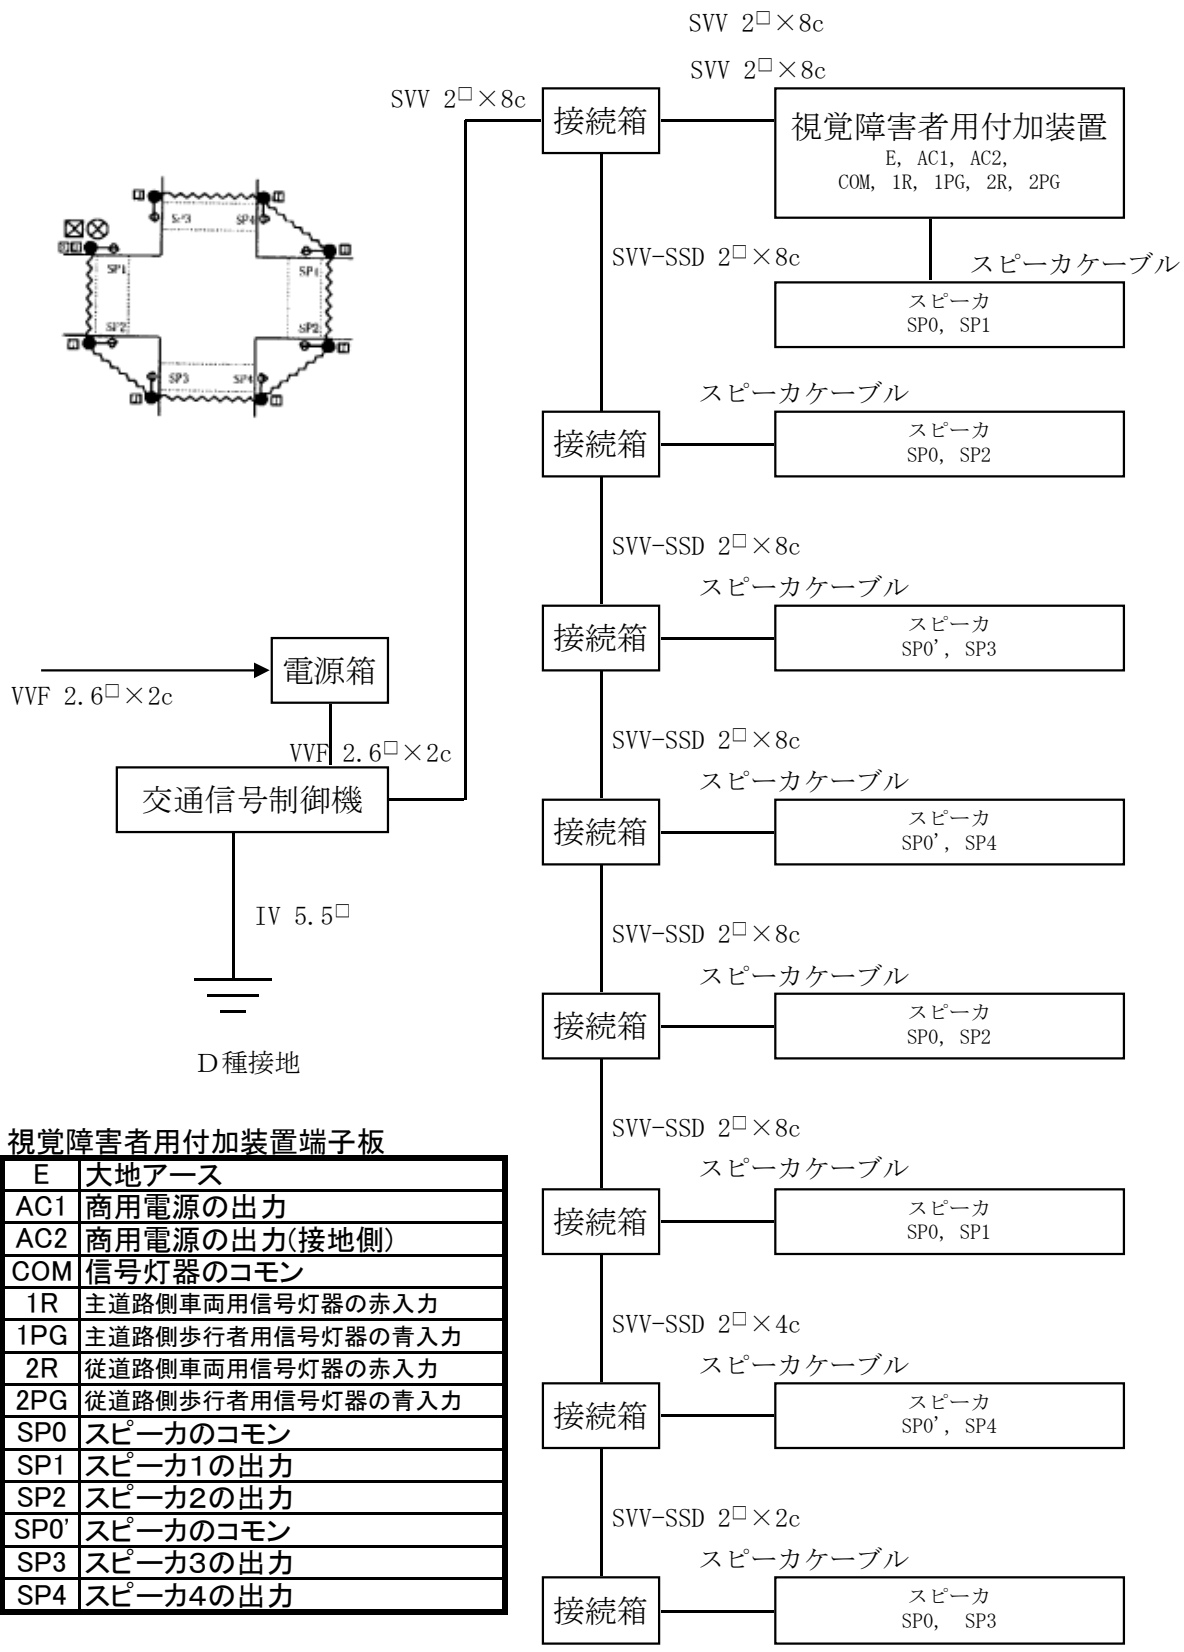 SVV 2□×8c
SVV 2□×8c
SVV 2□×8c
接続箱
視覚障害者用付加装置
E, AC1, AC2,
COM, 1R, 1PG, 2R, 2PG
SP3
SP4
SP1
SP1
SP2
SP2
SP3
SP4
SVV-SSD 2□×8c
スピーカケーブル
スピーカ
SP0, SP1
スピーカケーブル
接続箱
スピーカ
SP0, SP2
SVV-SSD 2□×8c
スピーカケーブル
接続箱
スピーカ
SP0', SP3
電源箱
VVF 2.6□×2c
VVF 2.6□×2c
交通信号制御機
SVV-SSD 2□×8c
スピーカケーブル
接続箱
スピーカ
SP0', SP4
IV 5.5□
D種接地
SVV-SSD 2□×8c
スピーカケーブル
接続箱
スピーカ
SP0, SP2
SVV-SSD 2□×8c
スピーカケーブル
接続箱
スピーカ
SP0, SP1
SVV-SSD 2□×4c
スピーカケーブル
接続箱
スピーカ
SP0', SP4
SVV-SSD 2□×2c
スピーカケーブル
接続箱
スピーカ
SP0, SP3
視覚障害者用付加装置端子板
E 大地アース
AC1 商用電源の出力
AC2 商用電源の出力(接地側)
COM 信号灯器のコモン
1R 主道路側車両用信号灯器の赤入力
1PG 主道路側歩行者用信号灯器の青入力
2R 従道路側車両用信号灯器の赤入力
2PG 従道路側歩行者用信号灯器の青入力
SP0 スピーカのコモン
SP1 スピーカ1の出力
SP2 スピーカ2の出力
SP0' スピーカのコモン
SP3 スピーカ3の出力
SP4 スピーカ4の出力